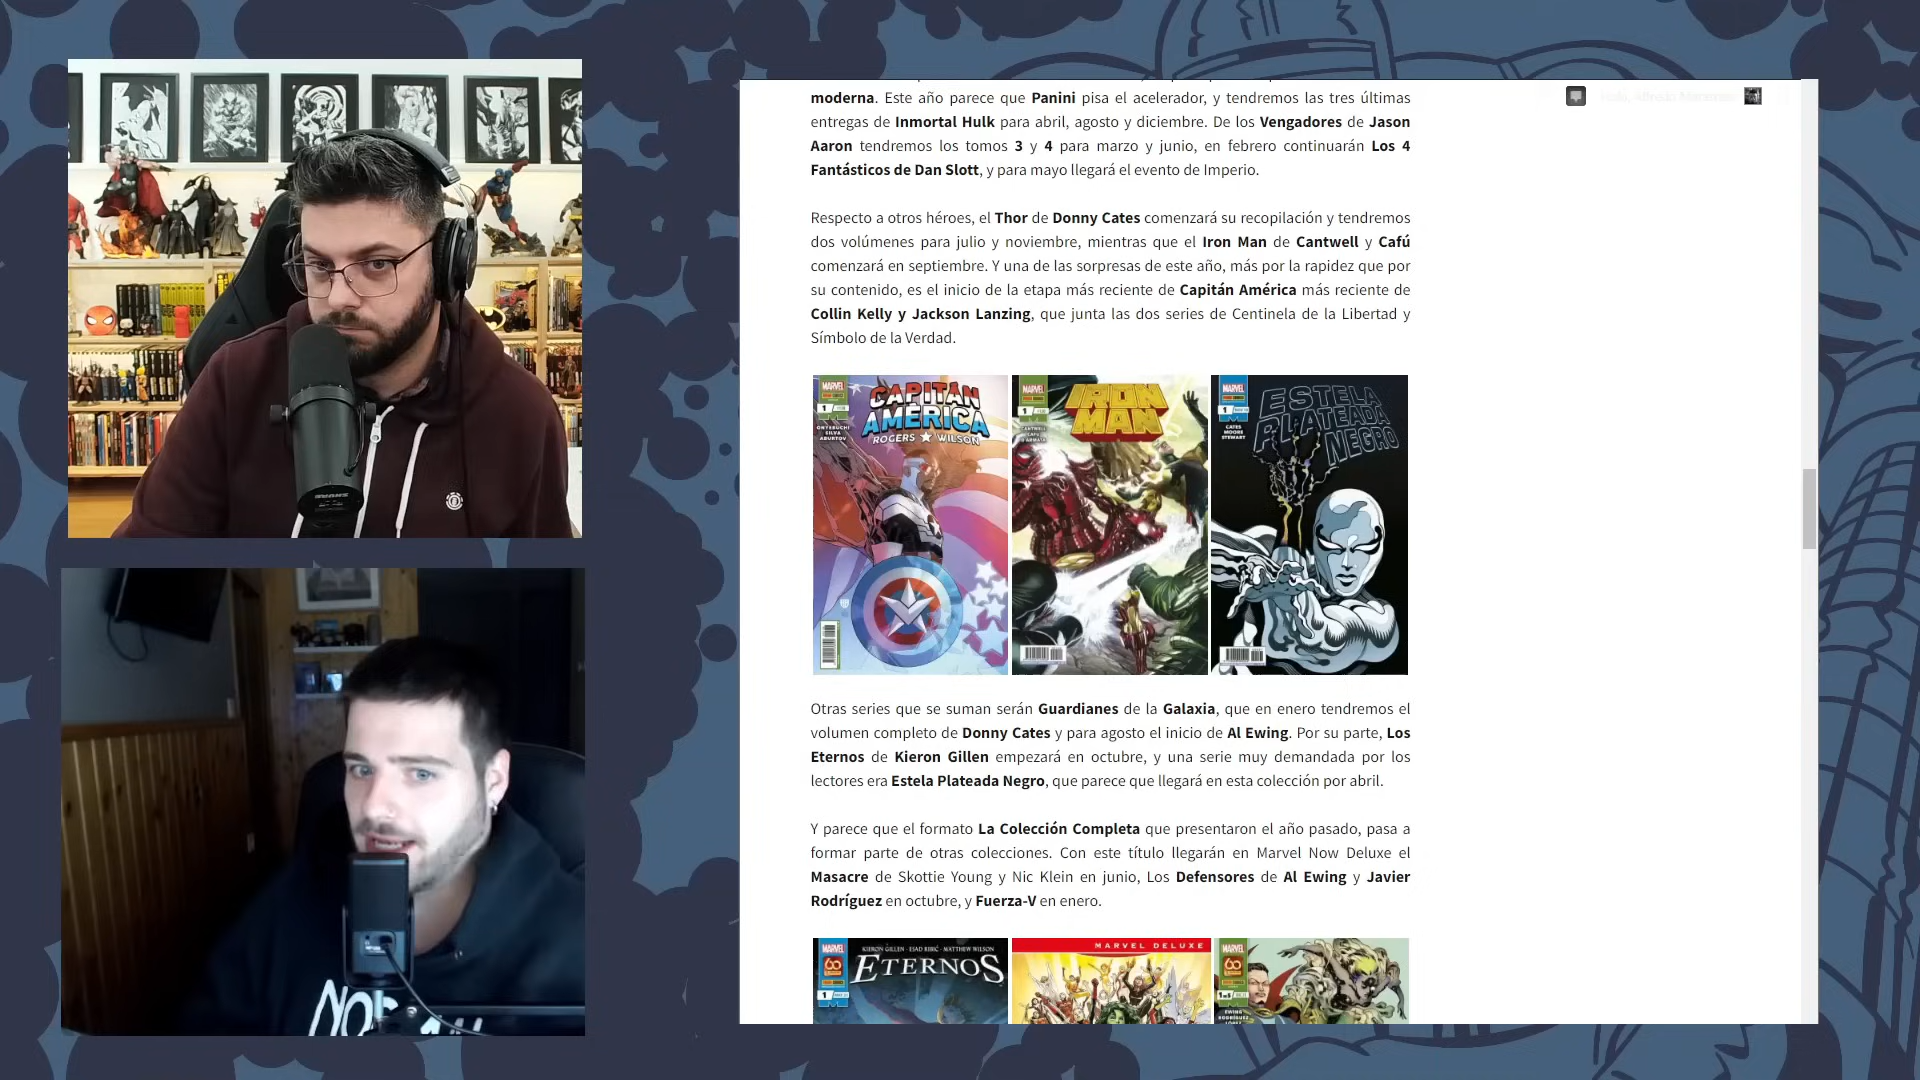 moderna. Este año parece que Panini pisa el acelerador, y tendremos las tres últimas
entregas de Inmortal Hulk para abril, agosto y diciembre. De los Vengadores de Jason
Aaron tendremos los tomos 3 y 4 para marzo y junio, en febrero continuarán Los 4
Fantásticos de Dan Slott, y para mayo llegará el evento de Imperio.
Respecto a otros héroes, el Thor de Donny Cates comenzará su recopilación y tendremos
dos volúmenes para julio y noviembre, mientras que el Iron Man de Cantwell y Cafú
comenzará en septiembre. Y una de las sorpresas de este año, más por la rapidez que por
su contenido, es el inicio de la etapa más reciente de Capitán América más reciente de
Collin Kelly y Jackson Lanzing, que junta las dos series de Centinela de la Libertad y
Símbolo de la Verdad.
MARVEL
1
CAPITÁN
AMÉRICA
ROGERS WILSON
MARVEL
1
IRON
MAN
MARVEL
1
CATES
MOORE
STEWART
ESTELA
PLATEADA
NEGRO
Otras series que se suman serán Guardianes de la Galaxia, que en enero tendremos el
volumen completo de Donny Cates y para agosto el inicio de Al Ewing. Por su parte, Los
Eternos de Kieron Gillen empezará en octubre, y una serie muy demandada por los
lectores era Estela Plateada Negro, que parece que llegará en esta colección por abril.
Y parece que el formato La Colección Completa que presentaron el año pasado, pasa a
formar parte de otras colecciones. Con este título llegarán en Marvel Now Deluxe el
Masacre de Skottie Young y Nic Klein en junio, Los Defensores de Al Ewing y Javier
Rodríguez en octubre, y Fuerza-V en enero.
MARVEL
60
1
KIERON GILLEN · ESAD RIBIĆ · MATTHEW WILSON
ETERNOS
MARVEL DELUXE
MARVEL
60
EWING
RODRÍGUEZ
SHURE